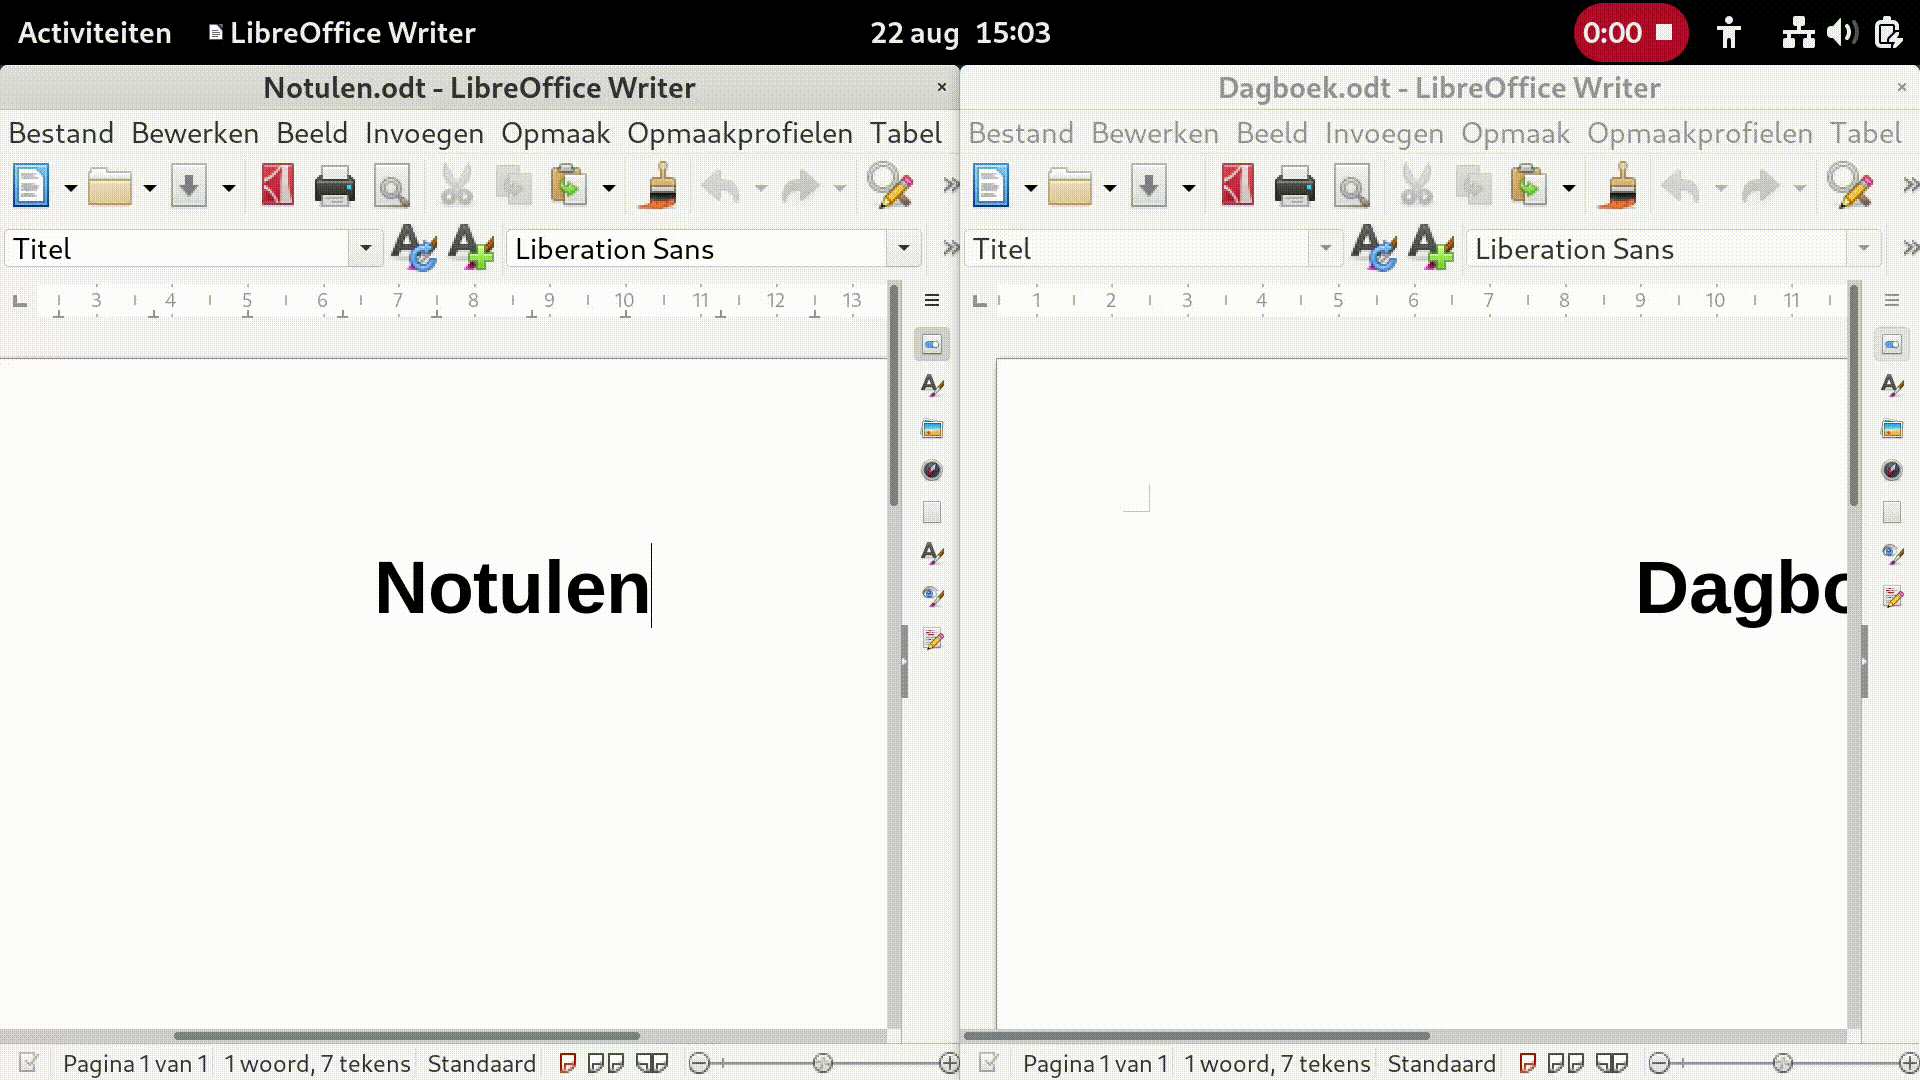 Activiteiten LibreOffice Writer 22 aug 15:03 0:00
Notulen.odt - LibreOffice Writer
Bestand Bewerken Beeld Invoegen Opmaak Opmaakprofielen Tabel
Titel Liberation Sans
3 4 5 6 7 8 9 10 11 12 13
Notulen
Pagina 1 van 1 1 woord, 7 tekens Standaard
Dagboek.odt - LibreOffice Writer
Bestand Bewerken Beeld Invoegen Opmaak Opmaakprofielen Tabel
Titel Liberation Sans
1 2 3 4 5 6 7 8 9 10 11
Dagbo
Pagina 1 van 1 1 woord, 7 tekens Standaard